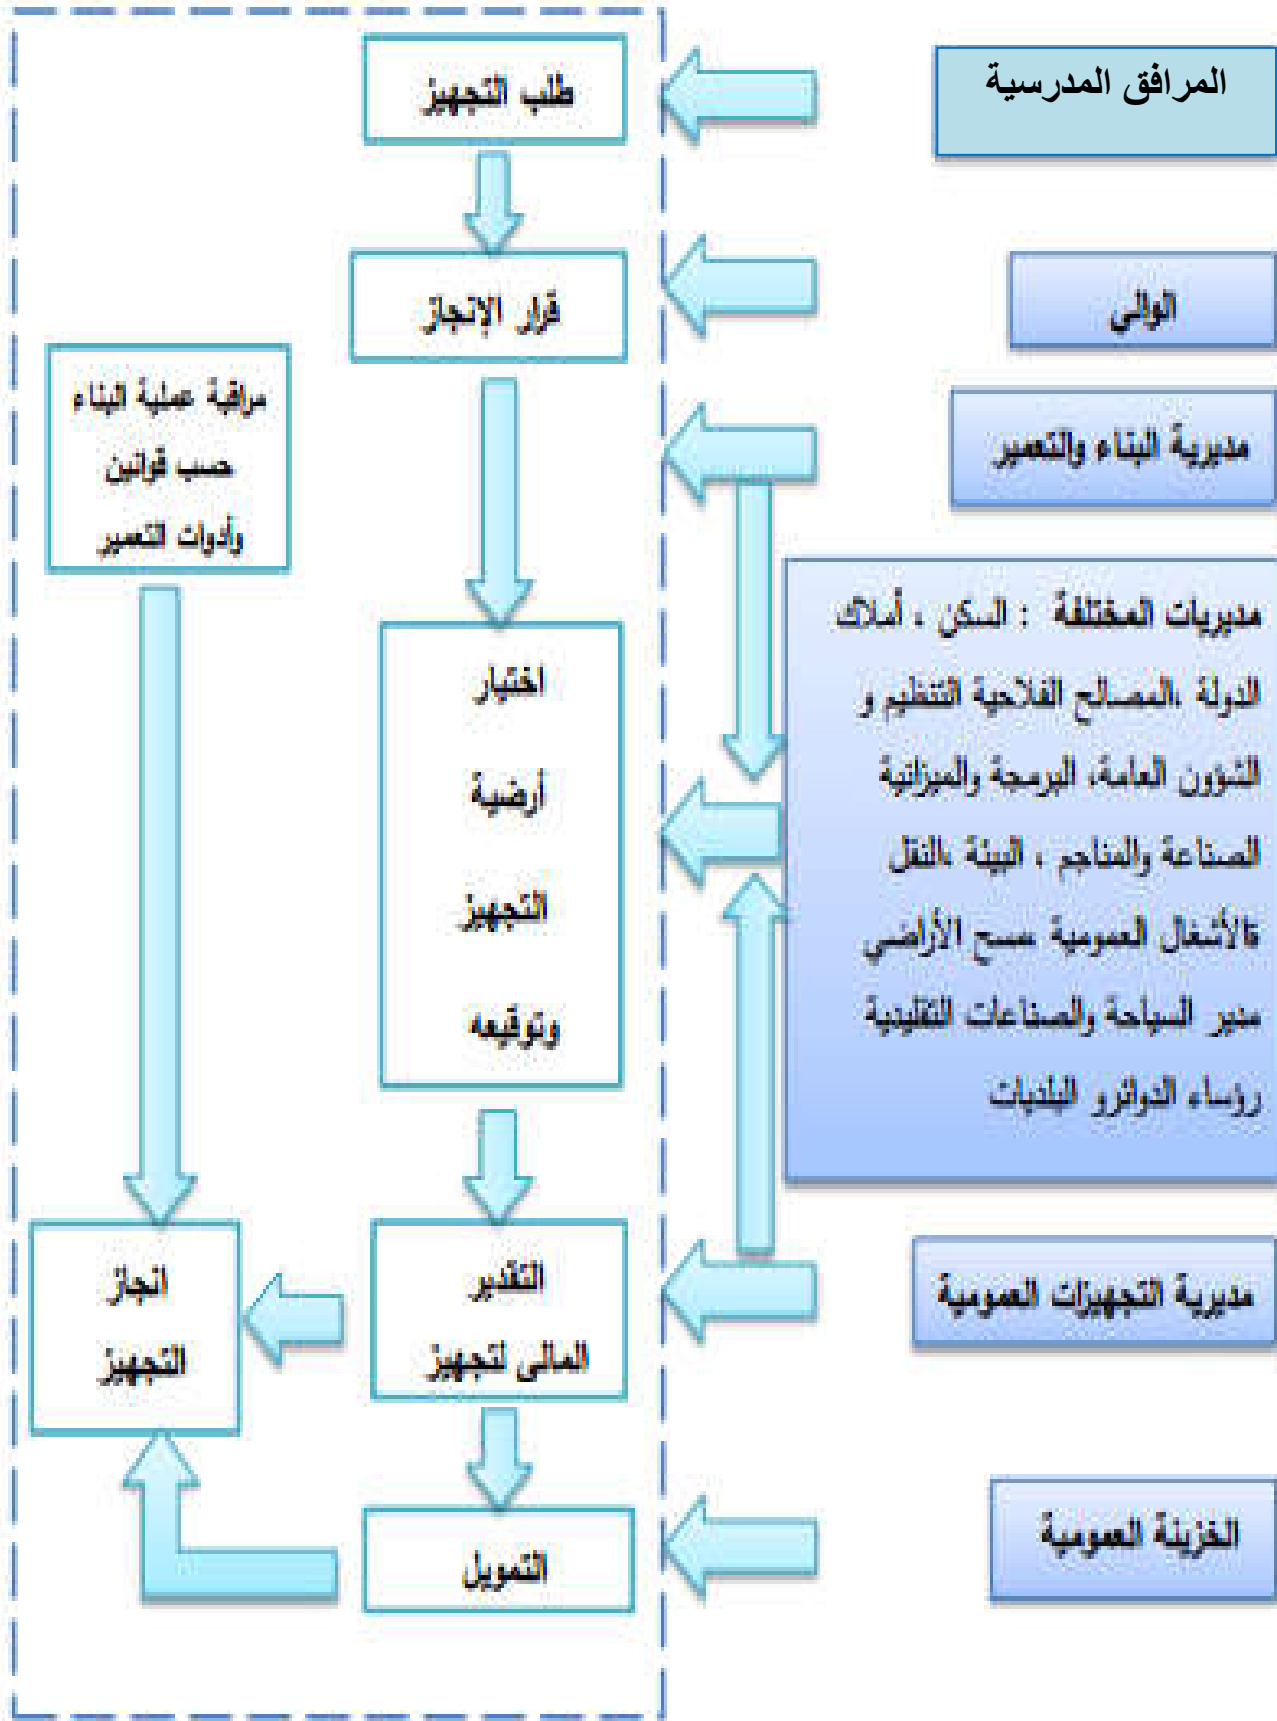 المرافق المدرسية
طلب التجهيز
الوالي
قرار الإنجاز
مديرية البناء والتعمير
مراقبة عملية البناء
حسب قوانين
وأدوات التعمير
مديريات المختلفة : السكن ، أملاك
الدولة ،المصالح الفلاحية التنظيم و
الشؤون العامة، البرمجة والميزانية
الصناعة والمناجم ، البيئة ،النقل
فالأشغال العمومية ،مسح الأراضي
مدير السياحة والصناعات التقليدية
رؤساء الدوائرو البلديات
اختيار
أرضية
التجهيز
وتوقيعه
مديرية التجهيزات العمومية
التقدير
المالي لتجهيز
انجاز
التجهيز
الخزينة العمومية
التمويل